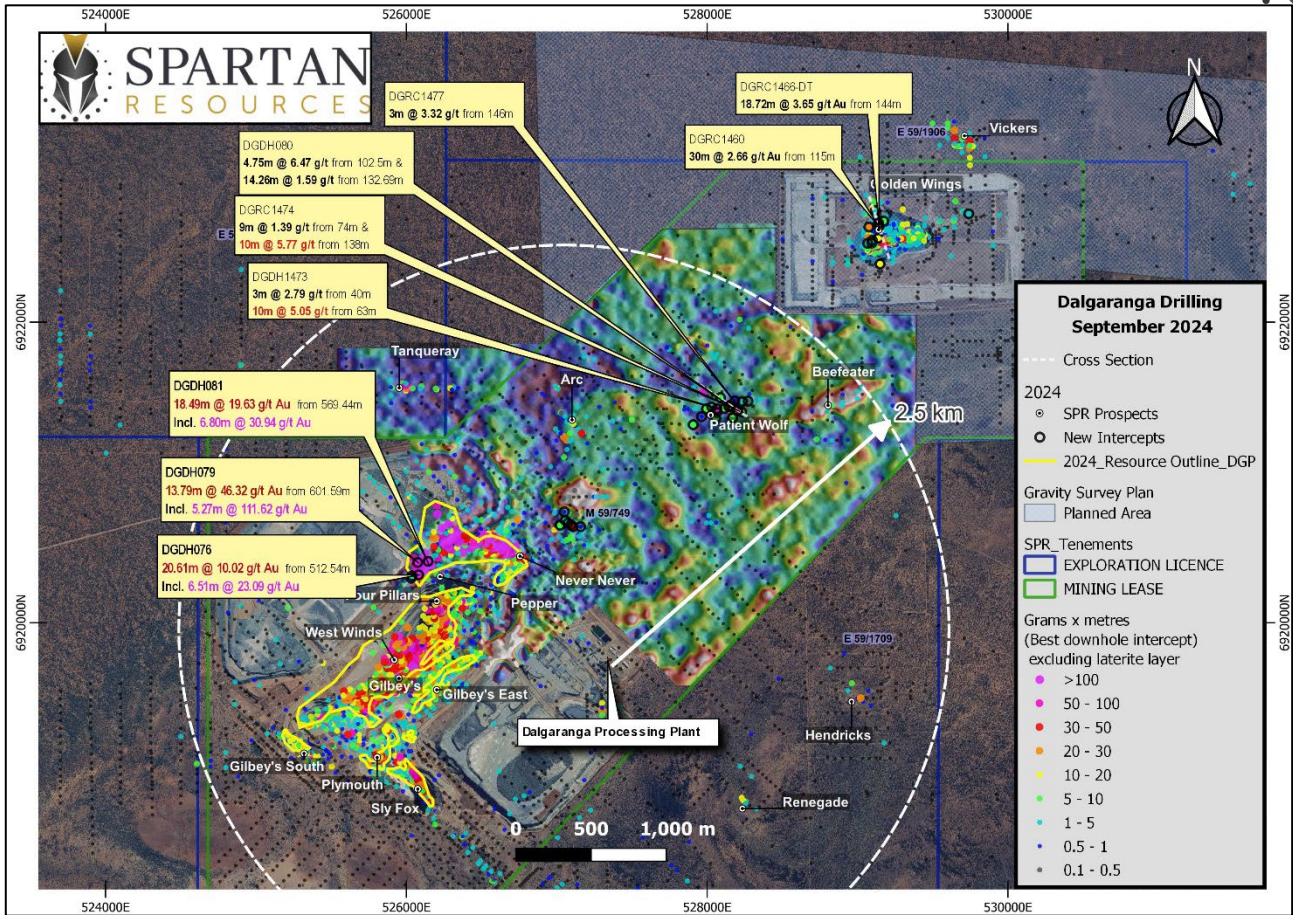 524000E
526000E
528000E
530000E
SPARTAN
RESOURCES
DGRC1477
3m @ 3.32 g/t from 146m
DGRC1466-DT
18.72m @ 3.65 g/t Au from 144m
N
DGDH080
4.75m @ 6.47 g/t from 102.5m &
14.26m @ 1.59 g/t from 132.69m
DGRC1460
30m @ 2.66 g/t Au from 115m
E 59/1906
Vickers
Golden Wings
DGRC1474
9m @ 1.39 g/t from 74m &
10m @ 5.77 g/t from 138m
DGDH1473
3m @ 2.79 g/t from 40m
10m @ 5.05 g/t from 63m
6922000N
6922000N
Tanqueray
Arc
Beefeater
Patient Wolf
2.5 km
DGDH081
18.49m @ 19.63 g/t Au from 569.44m
Incl. 6.80m @ 30.94 g/t Au
DGDH079
13.79m @ 46.32 g/t Au from 601.59m
Incl. 5.27m @ 111.62 g/t Au
M 59/749
DGDH076
20.61m @ 10.02 g/t Au from 512.54m
Incl. 6.51m @ 23.09 g/t Au
Never Never
Pepper
our Pillars
6920000N
6920000N
West Winds
E 59/1709
Gilbey's
Gilbey's East
Dalgaranga Processing Plant
Hendricks
Gilbey's South
Plymouth
Sly Fox
Renegade
0 500 1,000 m
Dalgaranga Drilling
September 2024
Cross Section
2024
SPR Prospects
New Intercepts
2024_Resource Outline_DGP
Gravity Survey Plan
Planned Area
SPR_Tenements
EXPLORATION LICENCE
MINING LEASE
Grams x metres
(Best downhole intercept)
excluding laterite layer
>100
50 - 100
30 - 50
20 - 30
10 - 20
5 - 10
1 - 5
0.5 - 1
0.1 - 0.5
524000E
526000E
528000E
530000E